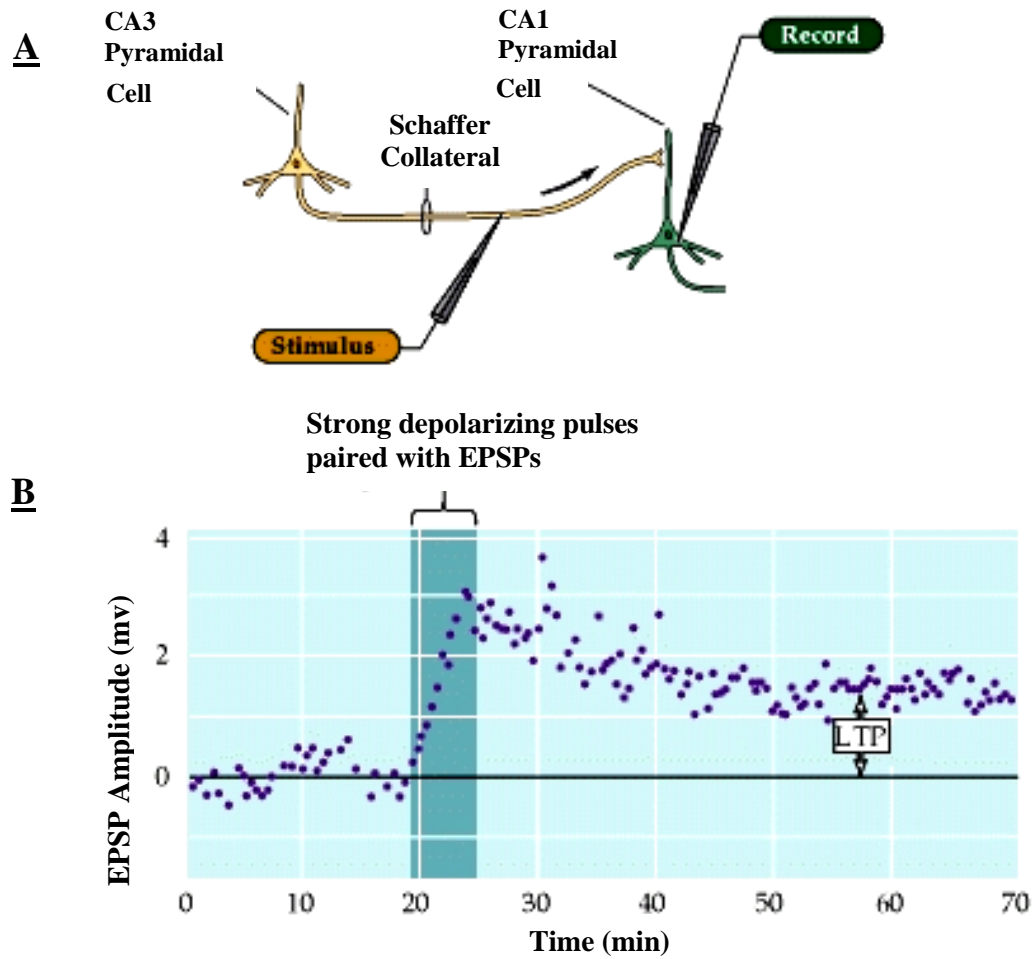 A
CA3
Pyramidal
Cell
CA1
Pyramidal
Cell
Record
Schaffer
Collateral
Stimulus
Strong depolarizing pulses
paired with EPSPs
B
EPSP Amplitude (mv)
4
2
0
LTP
0 10 20 30 40 50 60 70
Time (min)